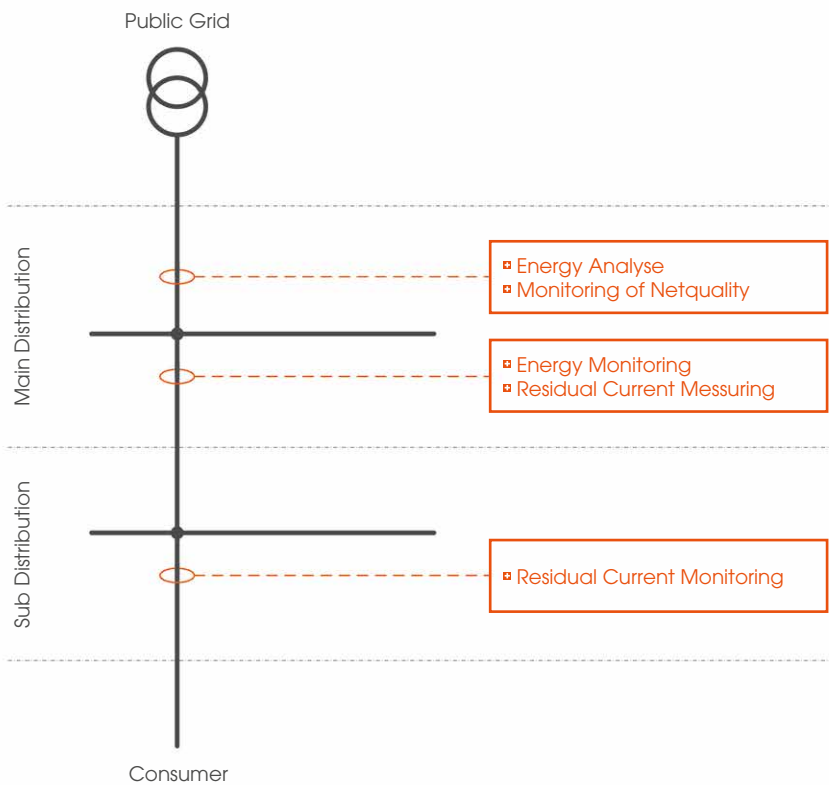 Public Grid
Main Distribution
Energy Analyse
Monitoring of Netquality
Energy Monitoring
Residual Current Messuring
Sub Distribution
Residual Current Monitoring
Consumer